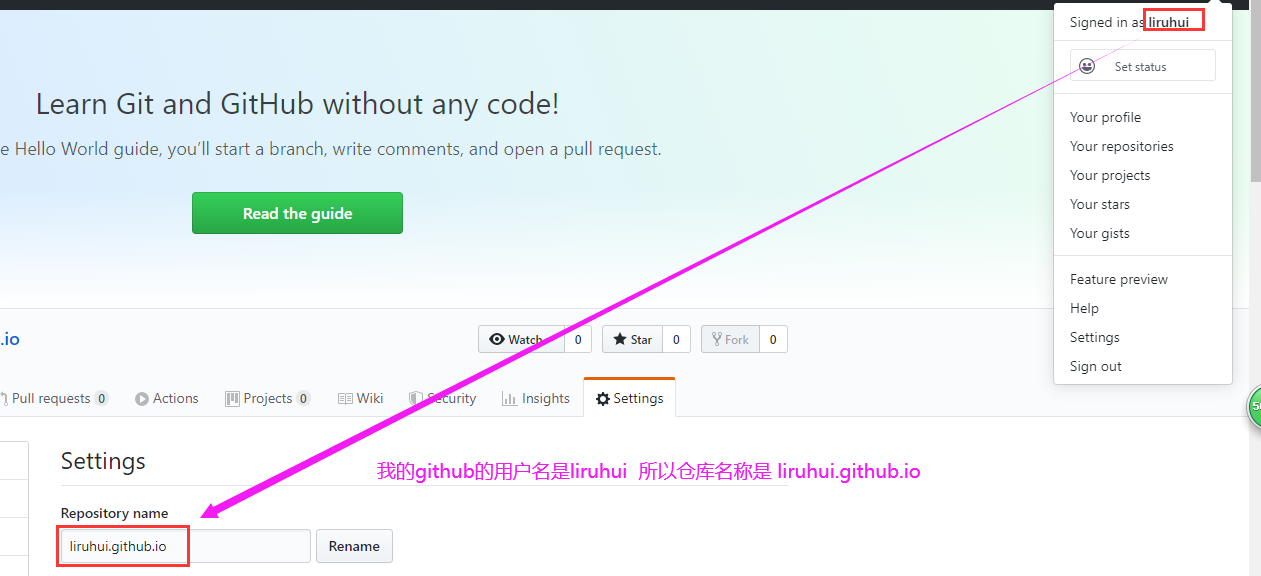 Signed in as liruhui
Set status
Learn Git and GitHub without any code!
e Hello World guide, you’ll start a branch, write comments, and open a pull request.
Read the guide
Your profile
Your repositories
Your projects
Your stars
Your gists
Feature preview
Help
Settings
Sign out
.io
Watch 0 Star 0 Fork 0
Pull requests 0 Actions Projects 0 Wiki Security Insights Settings
Settings
我的github的用户名是liruhui 所以仓库名称是 liruhui.github.io
Repository name
liruhui.github.io Rename